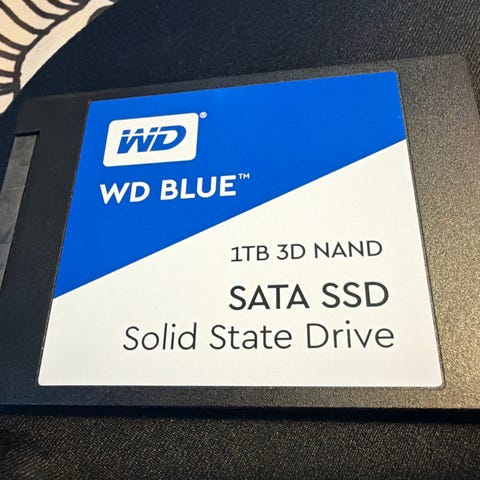 WD®
WD BLUE™
1TB 3D NAND
SATA SSD
Solid State Drive